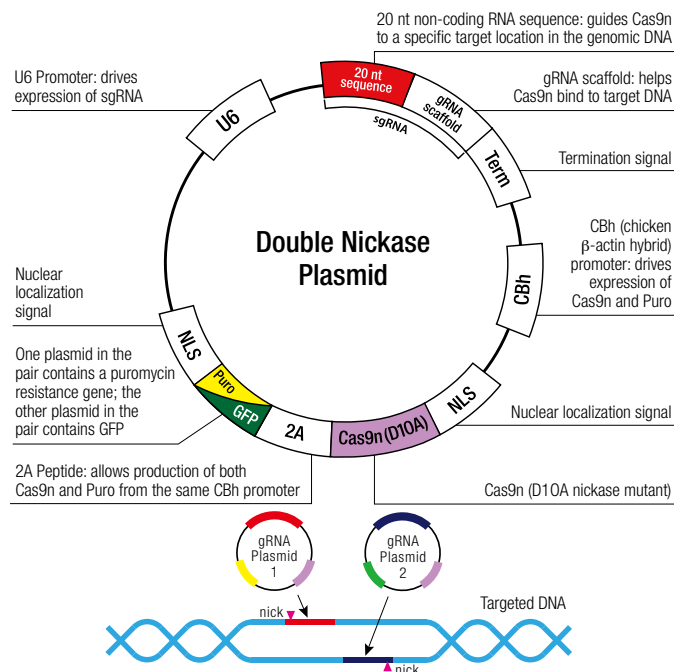 20 nt non-coding RNA sequence: guides Cas9n
to a specific target location in the genomic DNA
U6 Promoter: drives
expression of sgRNA
gRNA scaffold: helps
Cas9n bind to target DNA
20 nt
sequence
gRNA
scaffold
sgRNA
U6
Term
Termination signal
Double Nickase
Plasmid
CBh (chicken
β-actin hybrid)
promoter: drives
expression of
Cas9n and Puro
CBh
Nuclear
localization
signal
NLS
Puro
GFP
2A
Cas9n (D10A)
NLS
One plasmid in the
pair contains a puromycin
resistance gene; the
other plasmid in the
pair contains GFP
Nuclear localization signal
2A Peptide: allows production of both
Cas9n and Puro from the same CBh promoter
Cas9n (D10A nickase mutant)
gRNA
Plasmid
1
gRNA
Plasmid
2
Targeted DNA
nick
nick